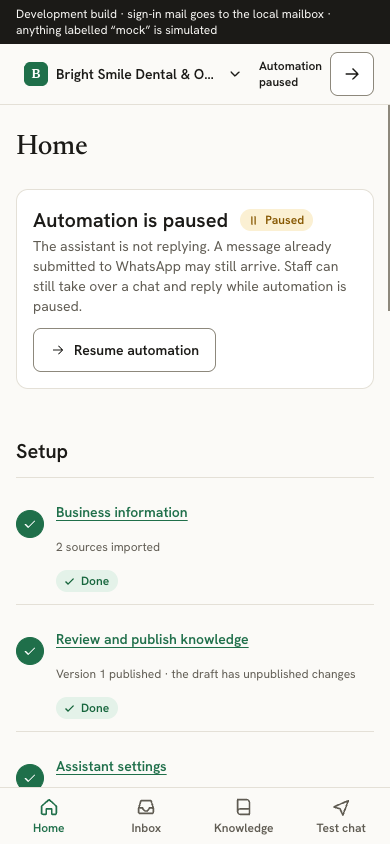 Development build · sign-in mail goes to the local mailbox ·
anything labelled “mock” is simulated
B
Bright Smile Dental & O...
Automation
paused
Home
Automation is paused
Paused
The assistant is not replying. A message already
submitted to WhatsApp may still arrive. Staff can
still take over a chat and reply while automation is
paused.
Resume automation
Setup
Business information
2 sources imported
Done
Review and publish knowledge
Version 1 published · the draft has unpublished changes
Done
Assistant settings
Home
Inbox
Knowledge
Test chat